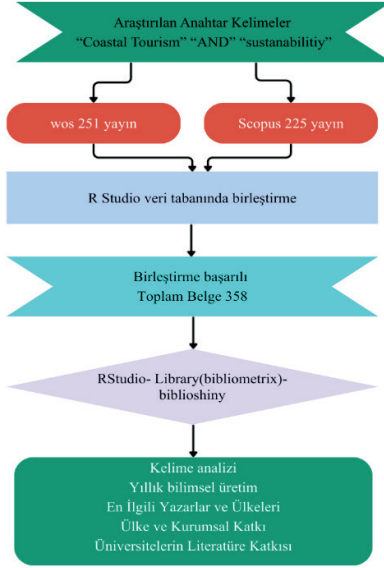 Araştırılan Anahtar Kelimeler
“Coastal Tourism” “AND” “sustanabilitiy”
wos 251 yayın
Scopus 225 yayın
R Studio veri tabanında birleştirme
Birleştirme başarılı
Toplam Belge 358
RStudio- Library(bibliometrix)-
biblioshiny
Kelime analizi
Yıllık bilimsel üretim
En İlgili Yazarlar ve Ülkeleri
Ülke ve Kurumsal Katkı
Üniversitelerin Literatüre Katkısı